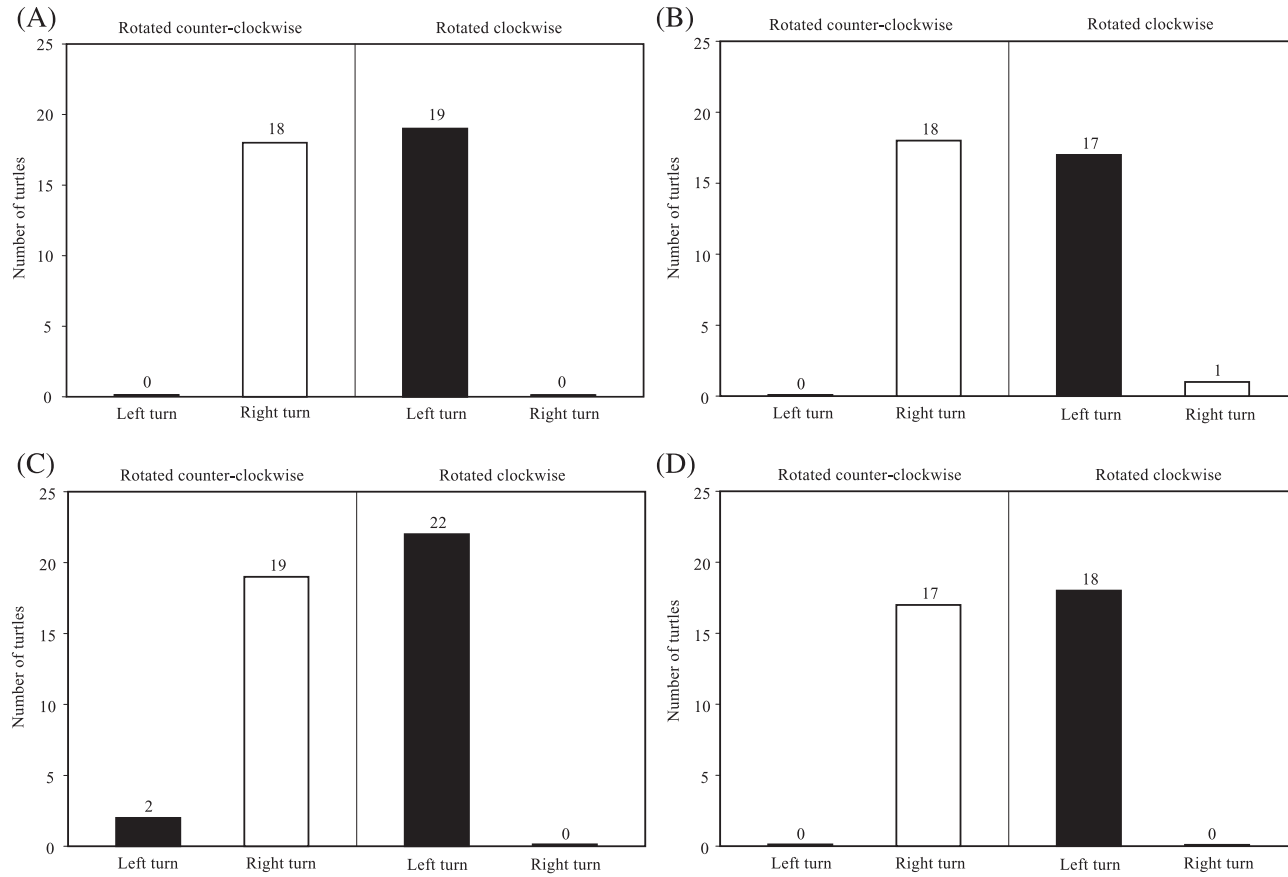 (A)
Rotated counter-clockwise Rotated clockwise
25
20
15
10
5
0
Number of turtles
0 18 19 0
Left turn Right turn Left turn Right turn
(B)
Rotated counter-clockwise Rotated clockwise
25
20
15
10
5
0
Number of turtles
0 18 17 1
Left turn Right turn Left turn Right turn
(C)
Rotated counter-clockwise Rotated clockwise
25
20
15
10
5
0
Number of turtles
2 19 22 0
Left turn Right turn Left turn Right turn
(D)
Rotated counter-clockwise Rotated clockwise
25
20
15
10
5
0
Number of turtles
0 17 18 0
Left turn Right turn Left turn Right turn